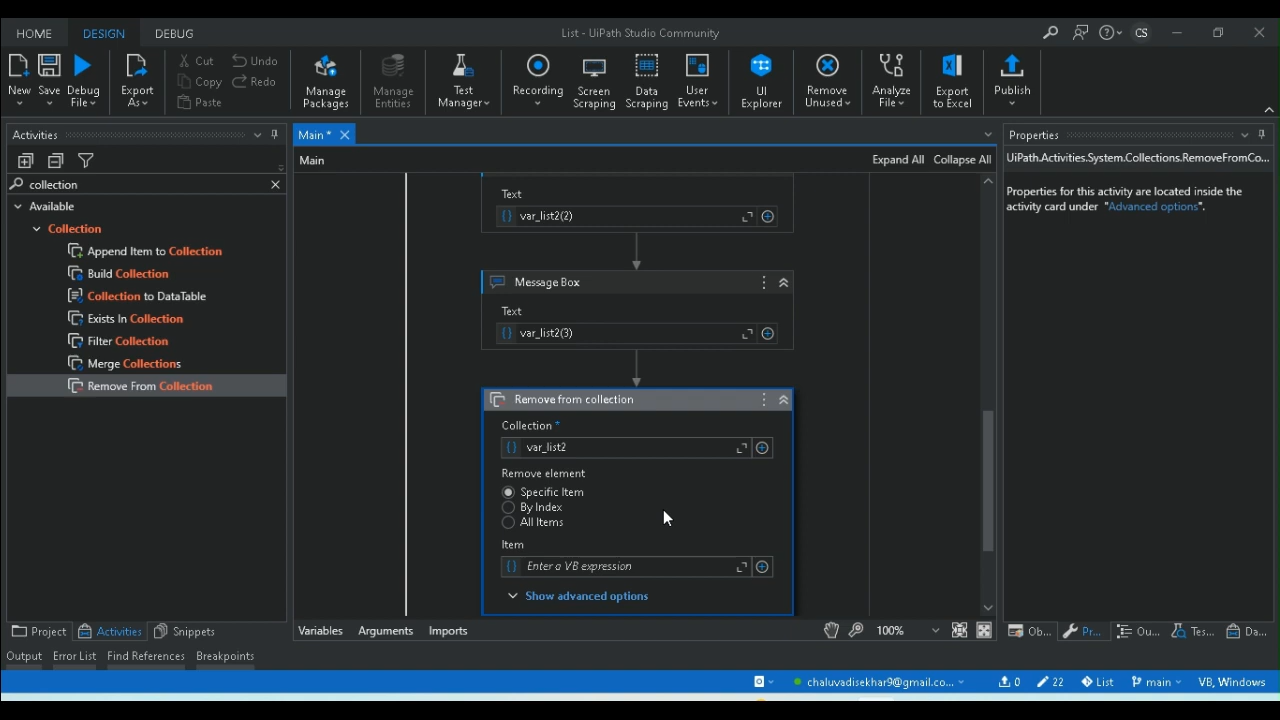 HOME DESIGN DEBUG List - UiPath Studio Community CS
New Save Debug File Export As Cut Copy Paste Undo Redo Manage Packages Manage Entities Test Manager Recording Screen Scraping Data Scraping User Events UI Explorer Remove Unused Analyze File Export to Excel Publish
Activities
collection
Available
Collection
Append Item to Collection
Build Collection
Collection to DataTable
Exists In Collection
Filter Collection
Merge Collections
Remove From Collection
Project Activities Snippets
Main *
Main Expand All Collapse All
Text
var_list2(2)
Message Box
Text
var_list2(3)
Remove from collection
Collection *
var_list2
Remove element
Specific Item
By Index
All Items
Item
Enter a VB expression
Show advanced options
Variables Arguments Imports 100%
Properties
UiPath.Activities.System.Collections.RemoveFromCo...
Properties for this activity are located inside the
activity card under "Advanced options".
Ob... Pr... Ou... Tes... Da...
Output Error List Find References Breakpoints
chaluvadisekhar9@gmail.co... 0 22 List main VB, Windows